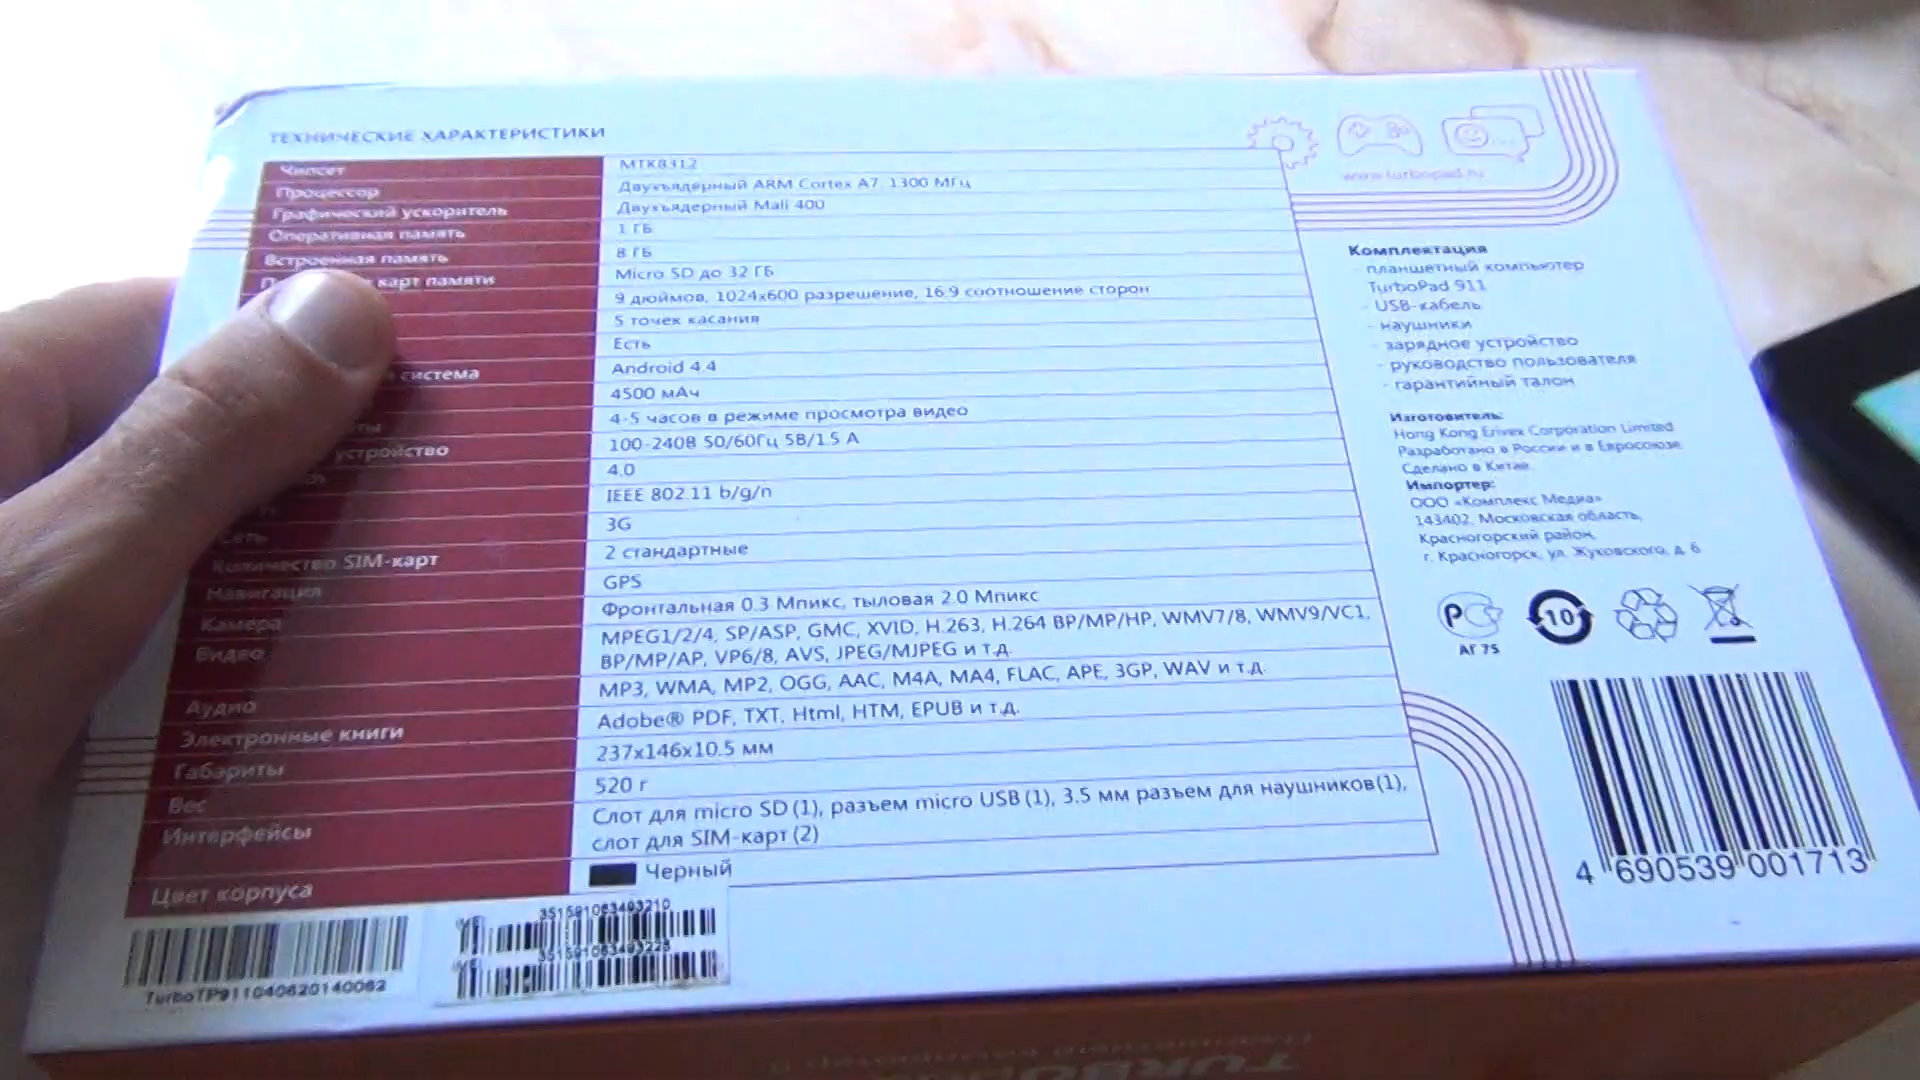 ТЕХНИЧЕСКИЕ ХАРАКТЕРИСТИКИ
Чипсет MTK8312
Процессор Двухъядерный ARM Cortex A7, 1300 МГц
Графический ускоритель Двухъядерный Mali 400
Оперативная память 1 ГБ
Встроенная память 8 ГБ
карт памяти Micro SD до 32 ГБ
9 дюймов, 1024x600 разрешение, 16:9 соотношение сторон
5 точек касания
Есть
система Android 4.4
4500 мАч
4-5 часов в режиме просмотра видео
устройство 100-240В 50/60Гц 5В/1.5 А
4.0
IEEE 802.11 b/g/n
Сеть 3G
Количество SIM-карт 2 стандартные
Навигация GPS
Камера Фронтальная 0.3 Мпикс, тыловая 2.0 Мпикс
Видео MPEG1/2/4, SP/ASP, GMC, XVID, H.263, H.264 BP/MP/HP, WMV7/8, WMV9/VC1,
BP/MP/AP, VP6/8, AVS, JPEG/MJPEG и т.д.
Аудио MP3, WMA, MP2, OGG, AAC, M4A, MA4, FLAC, APE, 3GP, WAV и т.д.
Электронные книги Adobe® PDF, TXT, Html, HTM, EPUB и т.д.
Габариты 237x146x10.5 мм
Вес 520 г
Интерфейсы Слот для micro SD (1), разъем micro USB (1), 3.5 мм разъем для наушников(1),
слот для SIM-карт (2)
Цвет корпуса Черный
TurboTP911040620140062
351591063493210
351591063493228
www.turbopad.ru
Комплектация
- планшетный компьютер
TurboPad 911
- USB-кабель
- наушники
- зарядное устройство
- руководство пользователя
- гарантийный талон
Изготовитель:
Hong Kong Erivex Corporation Limited
Разработано в России и в Евросоюзе
Сделано в Китае
Импортер:
ООО «Комплекс Медиа»
143402, Московская область,
Красногорский район,
г. Красногорск, ул. Жуковского, д. 6
АГ 75
10
4 690539 001713